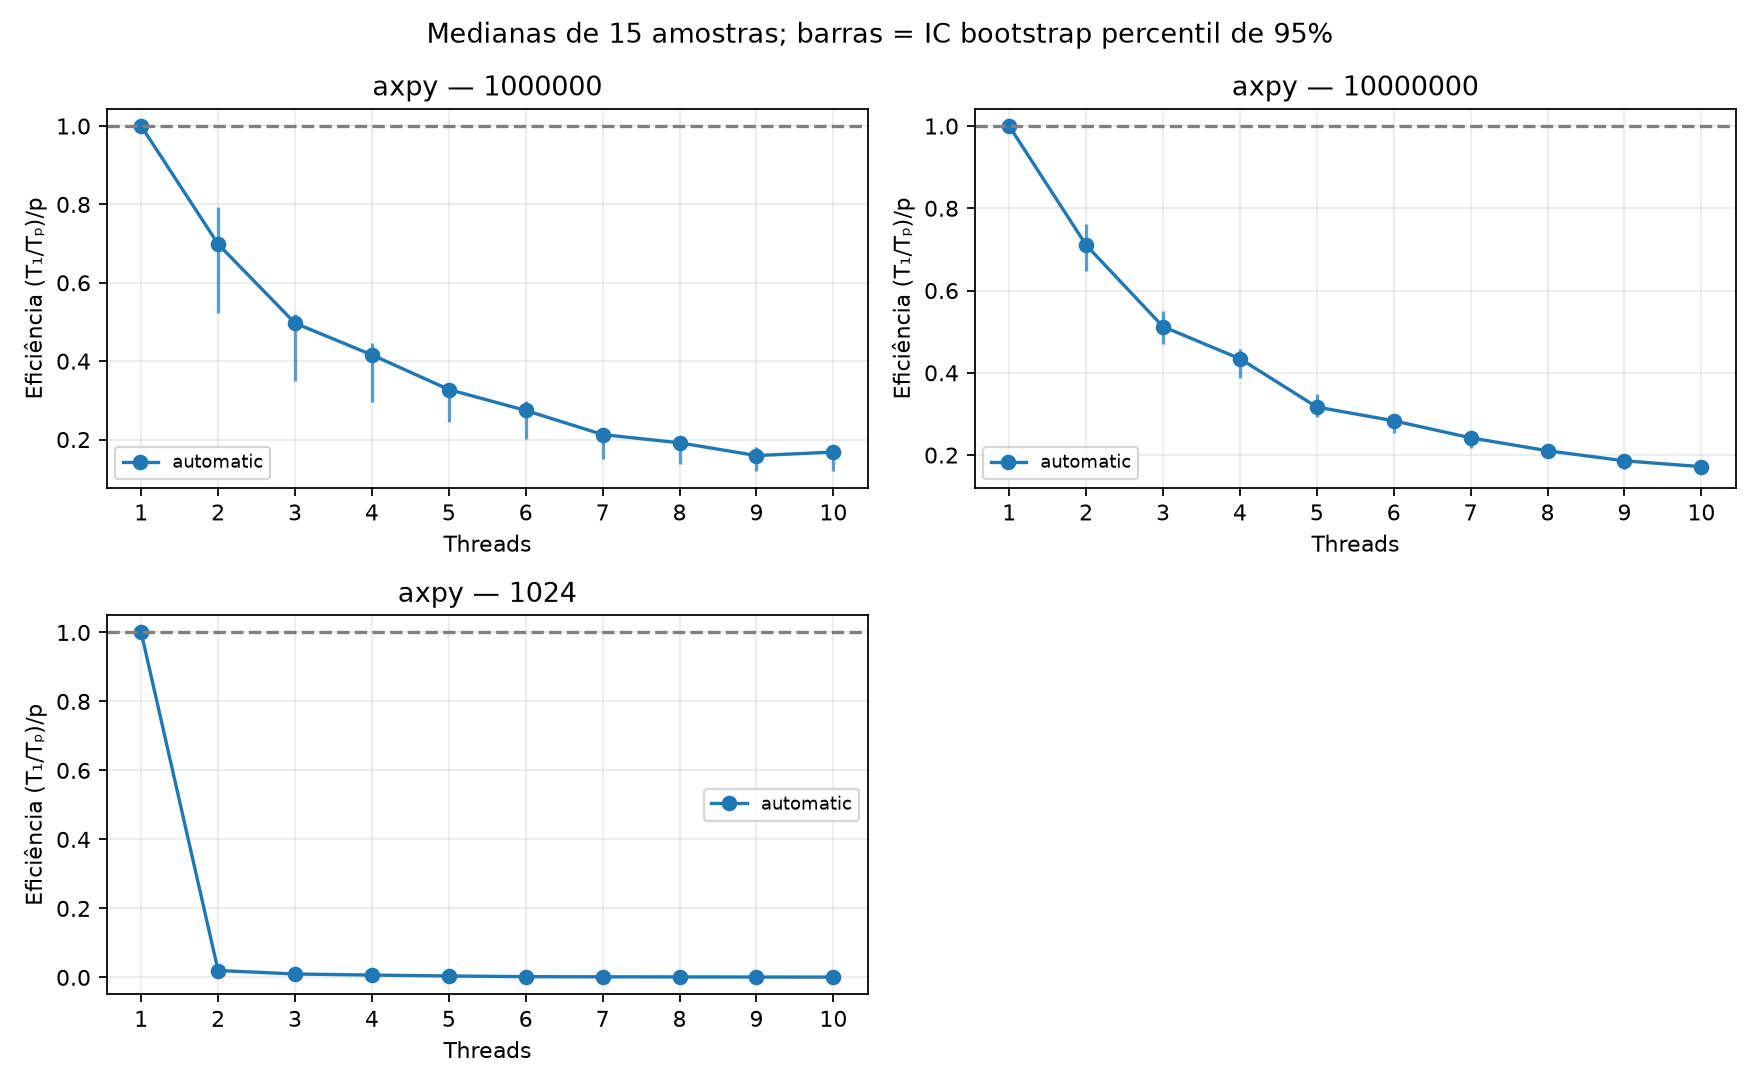 Medianas de 15 amostras; barras = IC bootstrap percentil de 95%
axpy — 1000000
Eficiência (T₁/Tₚ)/p
1.0
0.8
0.6
0.4
0.2
automatic
1 2 3 4 5 6 7 8 9 10
Threads
axpy — 10000000
Eficiência (T₁/Tₚ)/p
1.0
0.8
0.6
0.4
0.2
automatic
1 2 3 4 5 6 7 8 9 10
Threads
axpy — 1024
Eficiência (T₁/Tₚ)/p
1.0
0.8
0.6
0.4
0.2
0.0
automatic
1 2 3 4 5 6 7 8 9 10
Threads